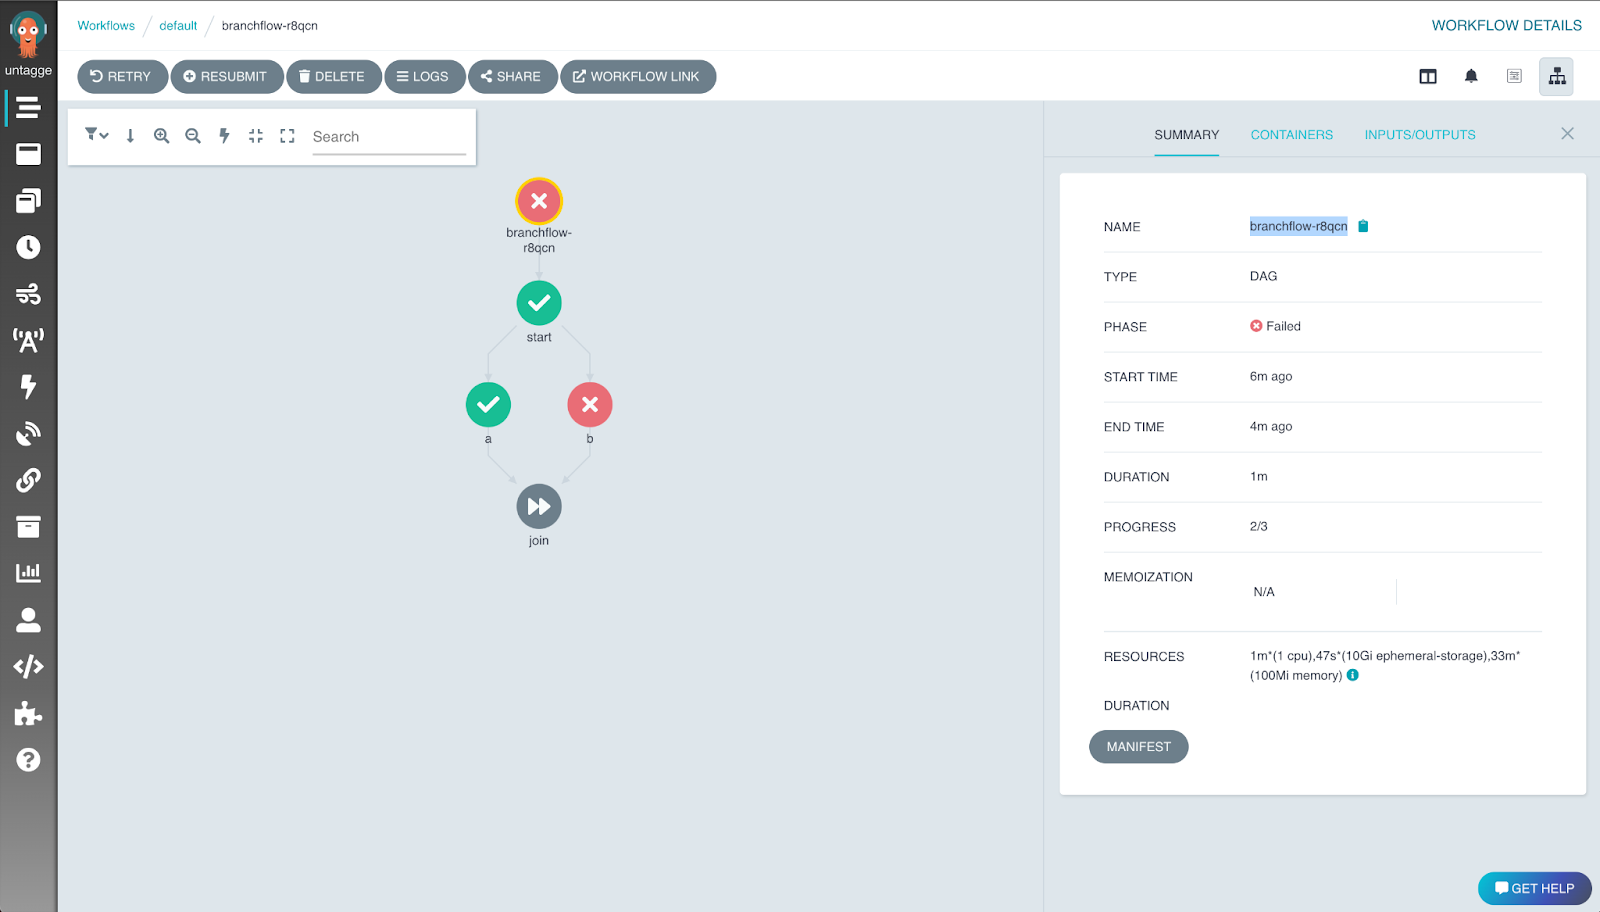 Workflows / default / branchflow-r8qcn
WORKFLOW DETAILS
untagge
RETRY
RESUBMIT
DELETE
LOGS
SHARE
WORKFLOW LINK
Search
branchflow-
r8qcn
start
a
b
join
SUMMARY
CONTAINERS
INPUTS/OUTPUTS
NAME
branchflow-r8qcn
TYPE
DAG
PHASE
Failed
START TIME
6m ago
END TIME
4m ago
DURATION
1m
PROGRESS
2/3
MEMOIZATION
N/A
RESOURCES
1m*(1 cpu),47s*(10Gi ephemeral-storage),33m*
(100Mi memory)
DURATION
MANIFEST
GET HELP